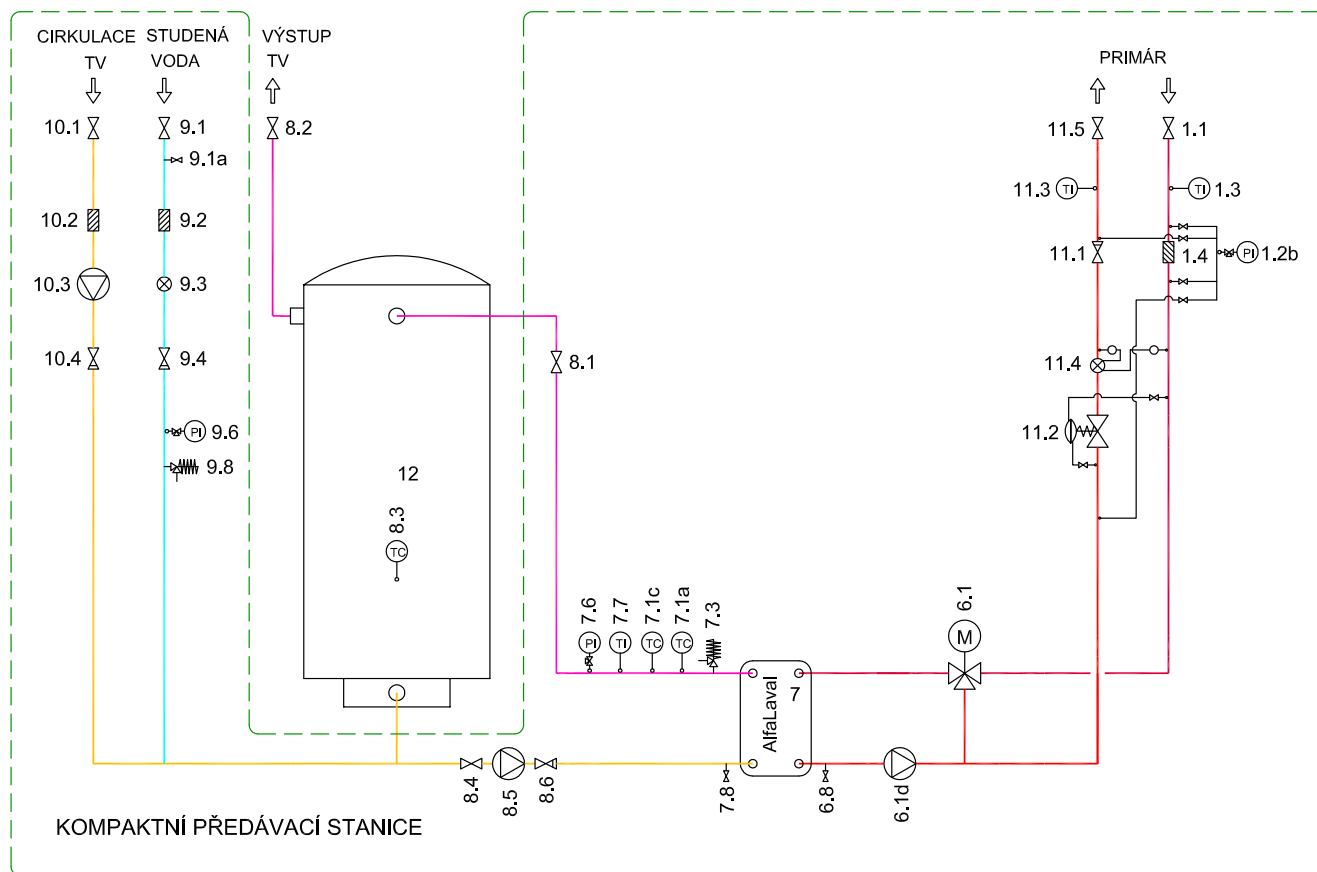 CIRKULACE
TV
STUDENÁ
VODA
VÝSTUP
TV
PRIMÁR
10.1
9.1
8.2
11.5
1.1
9.1a
11.3
TI
TI
1.3
10.2
9.2
11.1
1.4
PI
1.2b
10.3
9.3
10.4
9.4
8.1
11.4
9.6
PI
11.2
9.8
12
8.3
TC
7.6
7.7
7.1c
7.1a
7.3
6.1
PI
TI
TC
TC
M
7
AlfaLaval
8.4
8.5
8.6
7.8
6.8
6.1d
KOMPAKTNÍ PŘEDÁVACÍ STANICE